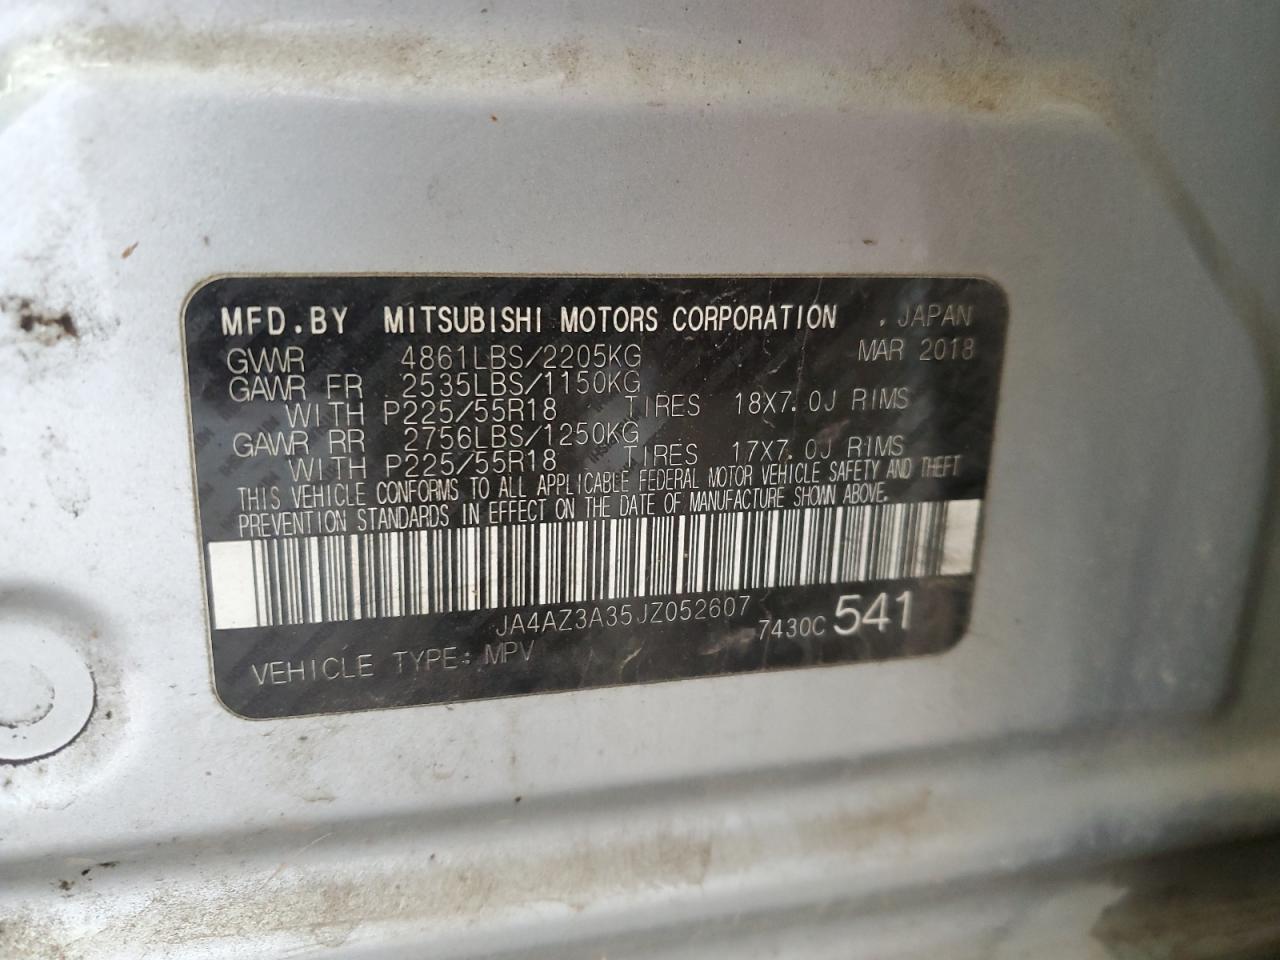 MFD.BY MITSUBISHI MOTORS CORPORATION , JAPAN
GVWR 4861LBS/2205KG MAR 2018
GAWR FR 2535LBS/1150KG
WITH P225/55R18 TIRES 18X7.0J RIMS
GAWR RR 2756LBS/1250KG
WITH P225/55R18 TIRES 17X7.0J RIMS
THIS VEHICLE CONFORMS TO ALL APPLICABLE FEDERAL MOTOR VEHICLE SAFETY AND THEFT
PREVENTION STANDARDS IN EFFECT ON THE DATE OF MANUFACTURE SHOWN ABOVE.
JA4AZ3A35JZ052607
7430C 541
VEHICLE TYPE: MPV